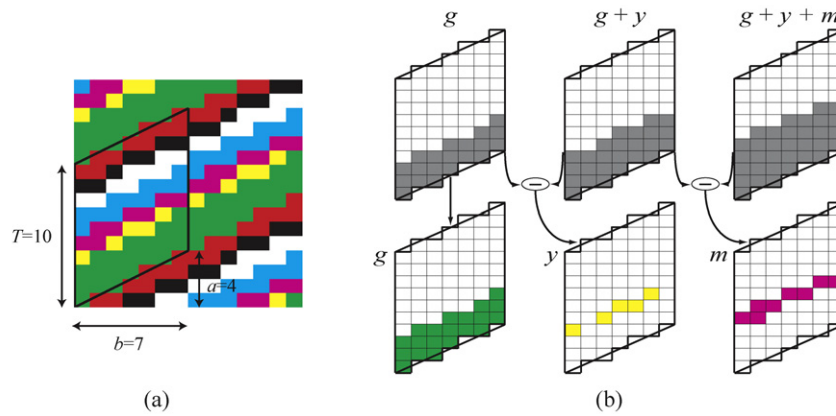 g
g + y
g + y + m
T=10
a=4
b=7
−
−
g
y
m
(a)
(b)